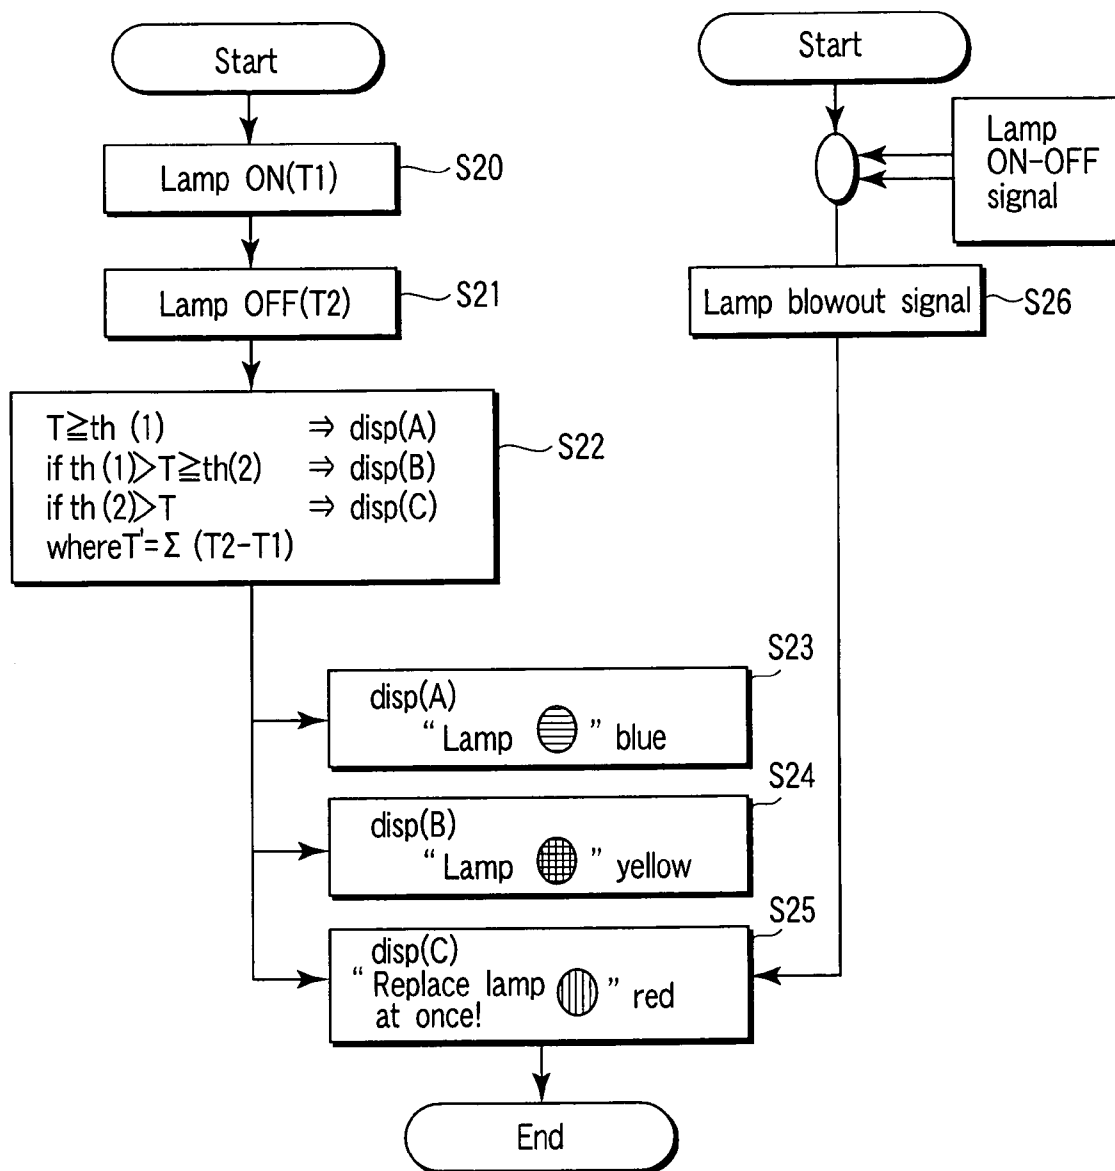 Start
Lamp ON(T1)
S20
Lamp OFF(T2)
S21
T≧th (1) ⇒ disp(A)
if th (1)>T≧th(2) ⇒ disp(B)
if th (2)>T ⇒ disp(C)
where T'=Σ (T2-T1)
S22
Start
Lamp
ON-OFF
signal
Lamp blowout signal
S26
S23
disp(A)
“ Lamp ” blue
S24
disp(B)
“ Lamp ” yellow
S25
disp(C)
“ Replace lamp ” red
at once!
End